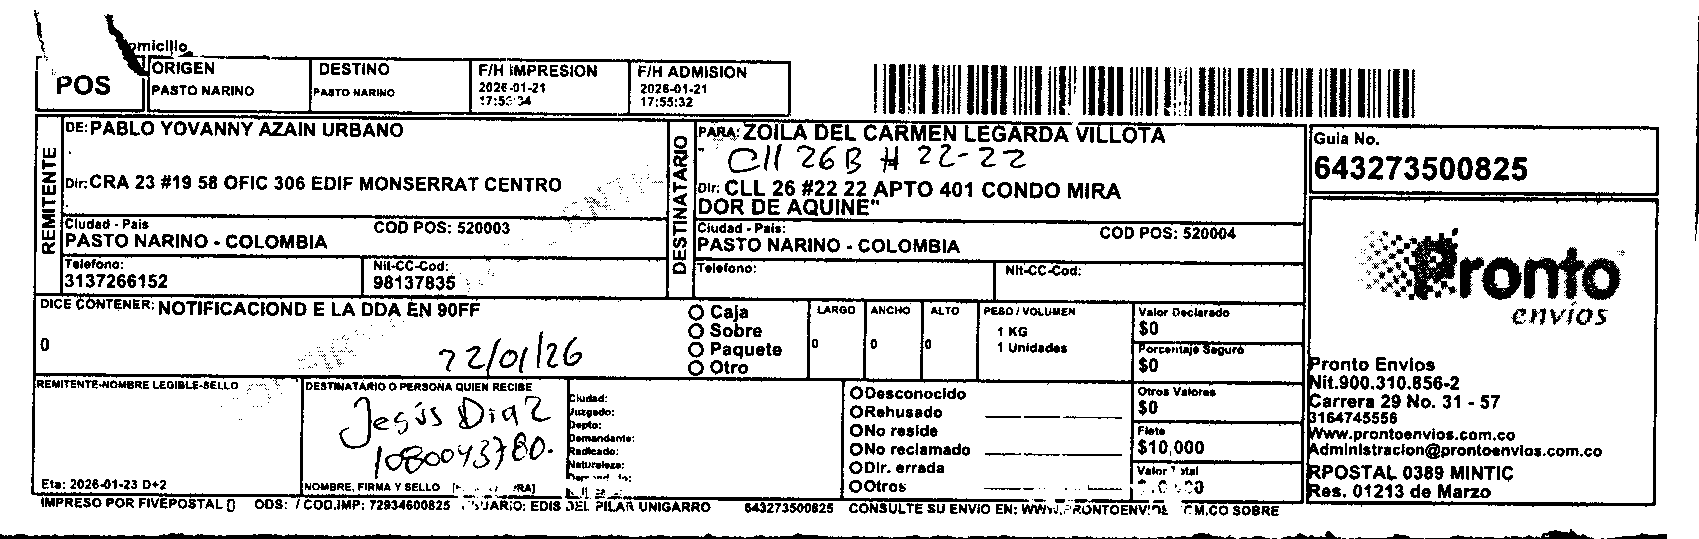 omicilio
POS
ORIGEN
PASTO NARINO
DESTINO
PASTO NARINO
F/H IMPRESION
2026-01-21
F/H ADMISION
2026-01-21
17:55:32
REMITENTE
DE: PABLO YOVANNY AZAIN URBANO
Dir: CRA 23 #19 58 OFIC 306 EDIF MONSERRAT CENTRO
Ciudad - Pais
COD POS: 520003
PASTO NARINO - COLOMBIA
Telefono:
3137266152
Nit-CC-Cod:
98137835
DESTINATARIO
PARA: ZOILA DEL CARMEN LEGARDA VILLOTA
Cll 26B # 22-22
Dir: CLL 26 #22 22 APTO 401 CONDO MIRA
DOR DE AQUINE"
Ciudad - Pais:
COD POS: 520004
PASTO NARINO - COLOMBIA
Telefono:
Nit-CC-Cod:
Guia No.
643273500825
Pronto
envíos
Pronto Envios
Nit.900.310.856-2
Carrera 29 No. 31 - 57
3164745556
Www.prontoenvios.com.co
Administracion@prontoenvios.com.co
RPOSTAL 0389 MINTIC
Res. 01213 de Marzo
DICE CONTENER: NOTIFICACIOND E LA DDA EN 90FF
0
22/01/26
Caja
Sobre
Paquete
Otro
LARGO
0
ANCHO
0
ALTO
0
PESO / VOLUMEN
1 KG
1 Unidades
Valor Declarado
$0
Porcentaje Seguro
$0
Otros Valores
$0
Flete
$10,000
REMITENTE-NOMBRE LEGIBLE-SELLO
Eta: 2026-01-23 D+2
DESTINATARIO O PERSONA QUIEN RECIBE
Jesús Diaz
1080043780.
NOMBRE, FIRMA Y SELLO
Ciudad:
Juzgado:
Depto:
Demandante:
Radicado:
Naturaleza:
Desconocido
Rehusado
No reside
No reclamado
Dir. errada
Otros
IMPRESO POR FIVEPOSTAL ODS: / COD.IMP: 72934600825 EDIS DEL PILAR UNIGARRO 643273500825 CONSULTE SU ENVIO EN: SOBRE